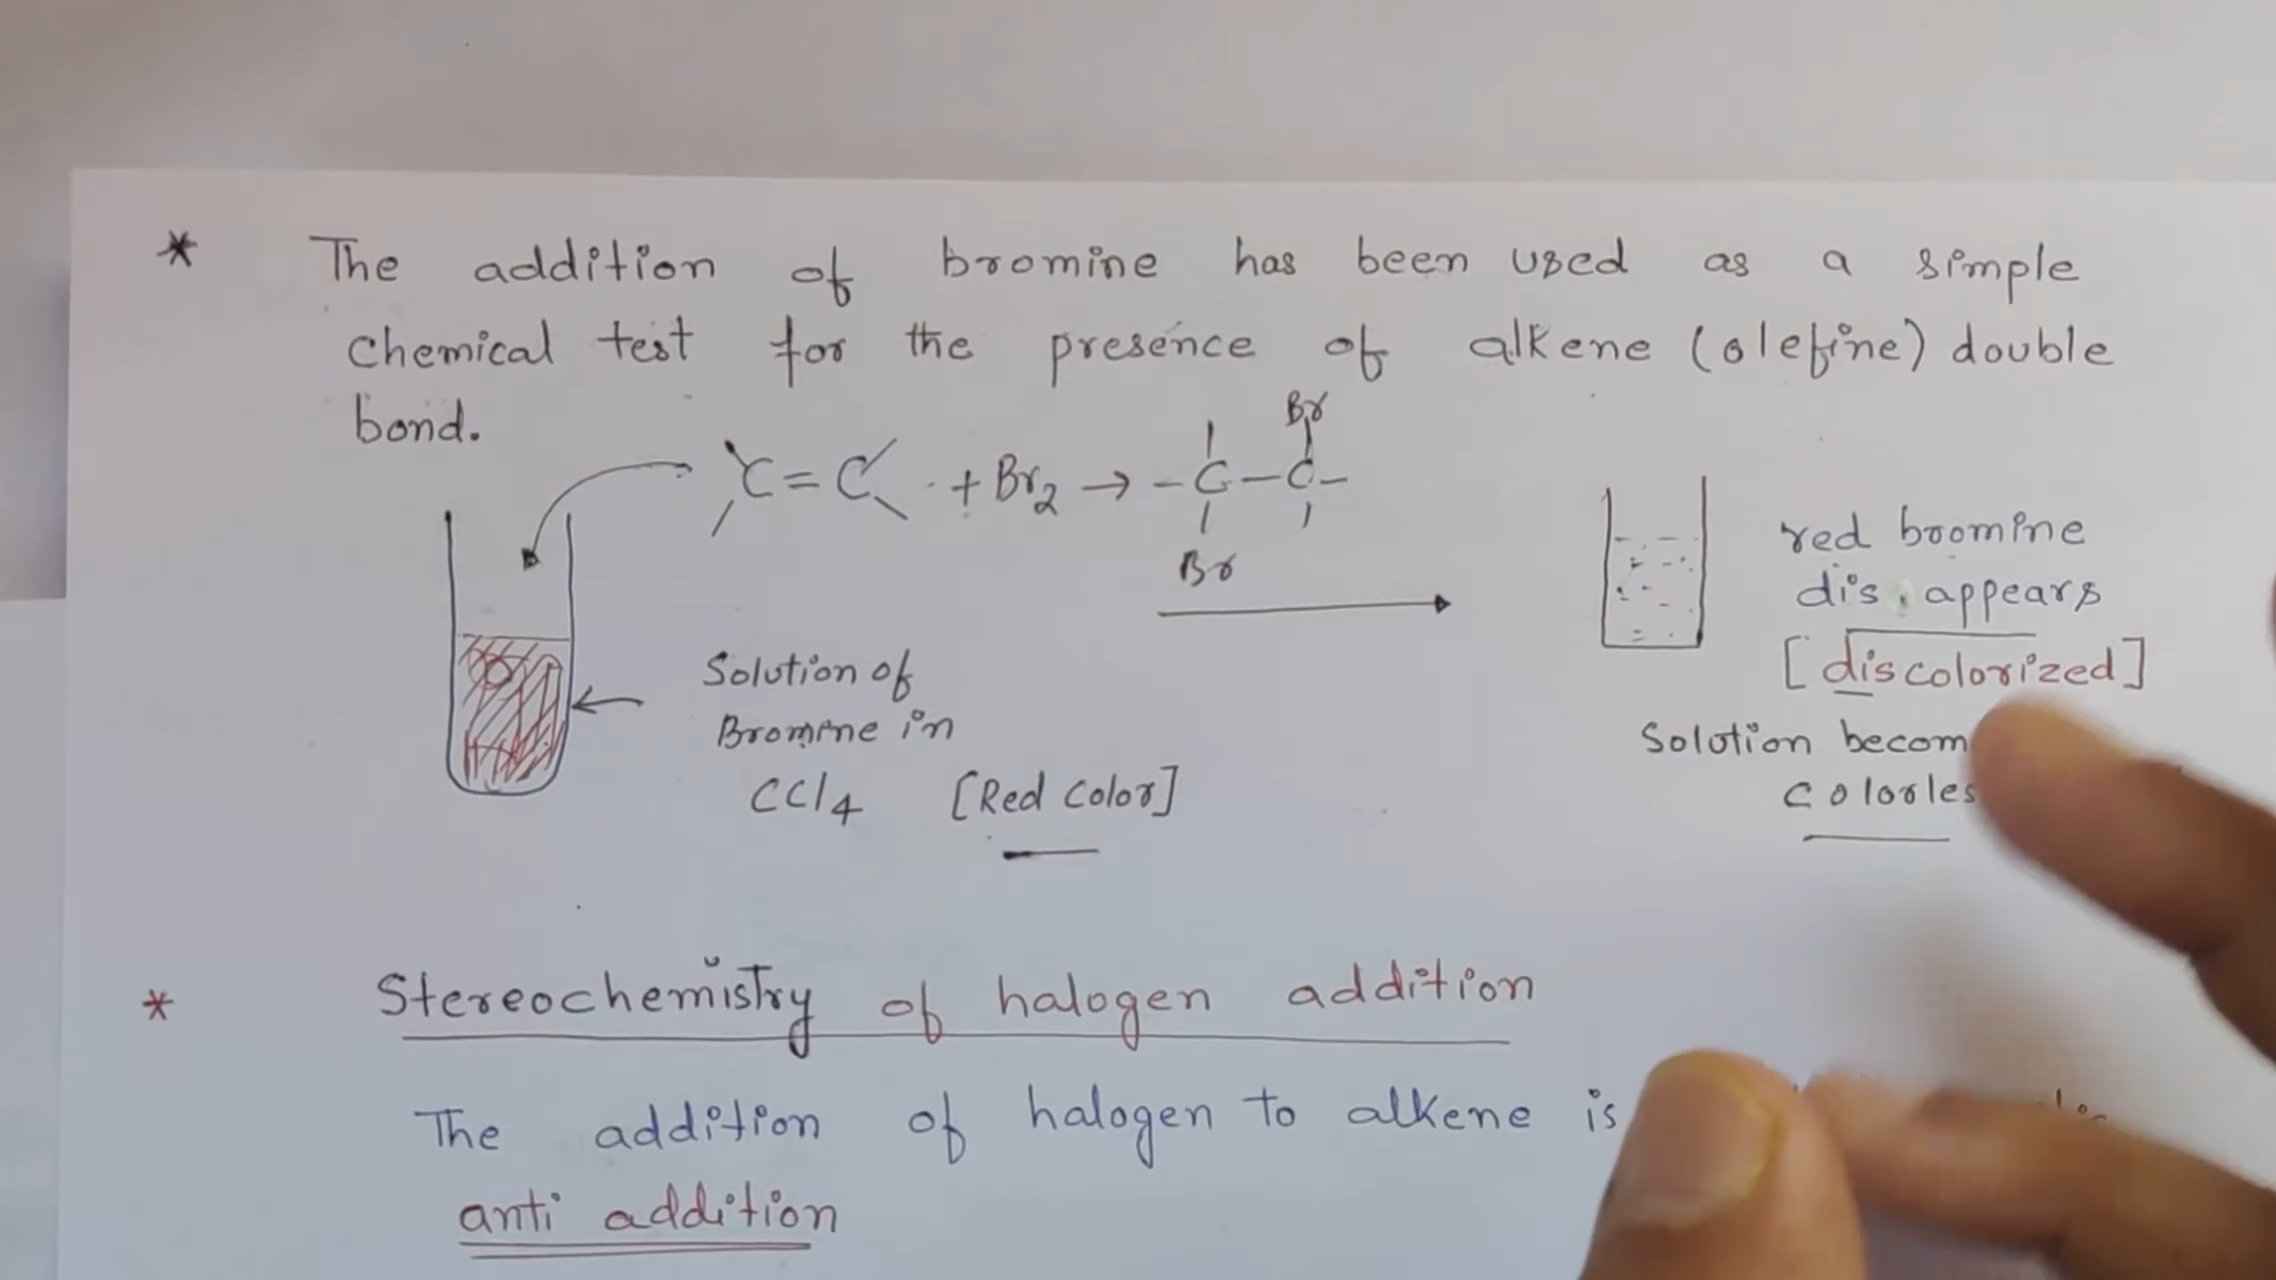 * The addition of bromine has been used as a simple
chemical test for the presence of alkene (olefine) double
bond.
C=C + Br2 → -C-C-
Br
Br
Solution of
Bromine in
CCl4 [Red Color]
red bromine
dis.appears
[discolorized]
Solution becom
colorles
* Stereochemistry of halogen addition
The addition of halogen to alkene is
anti addition